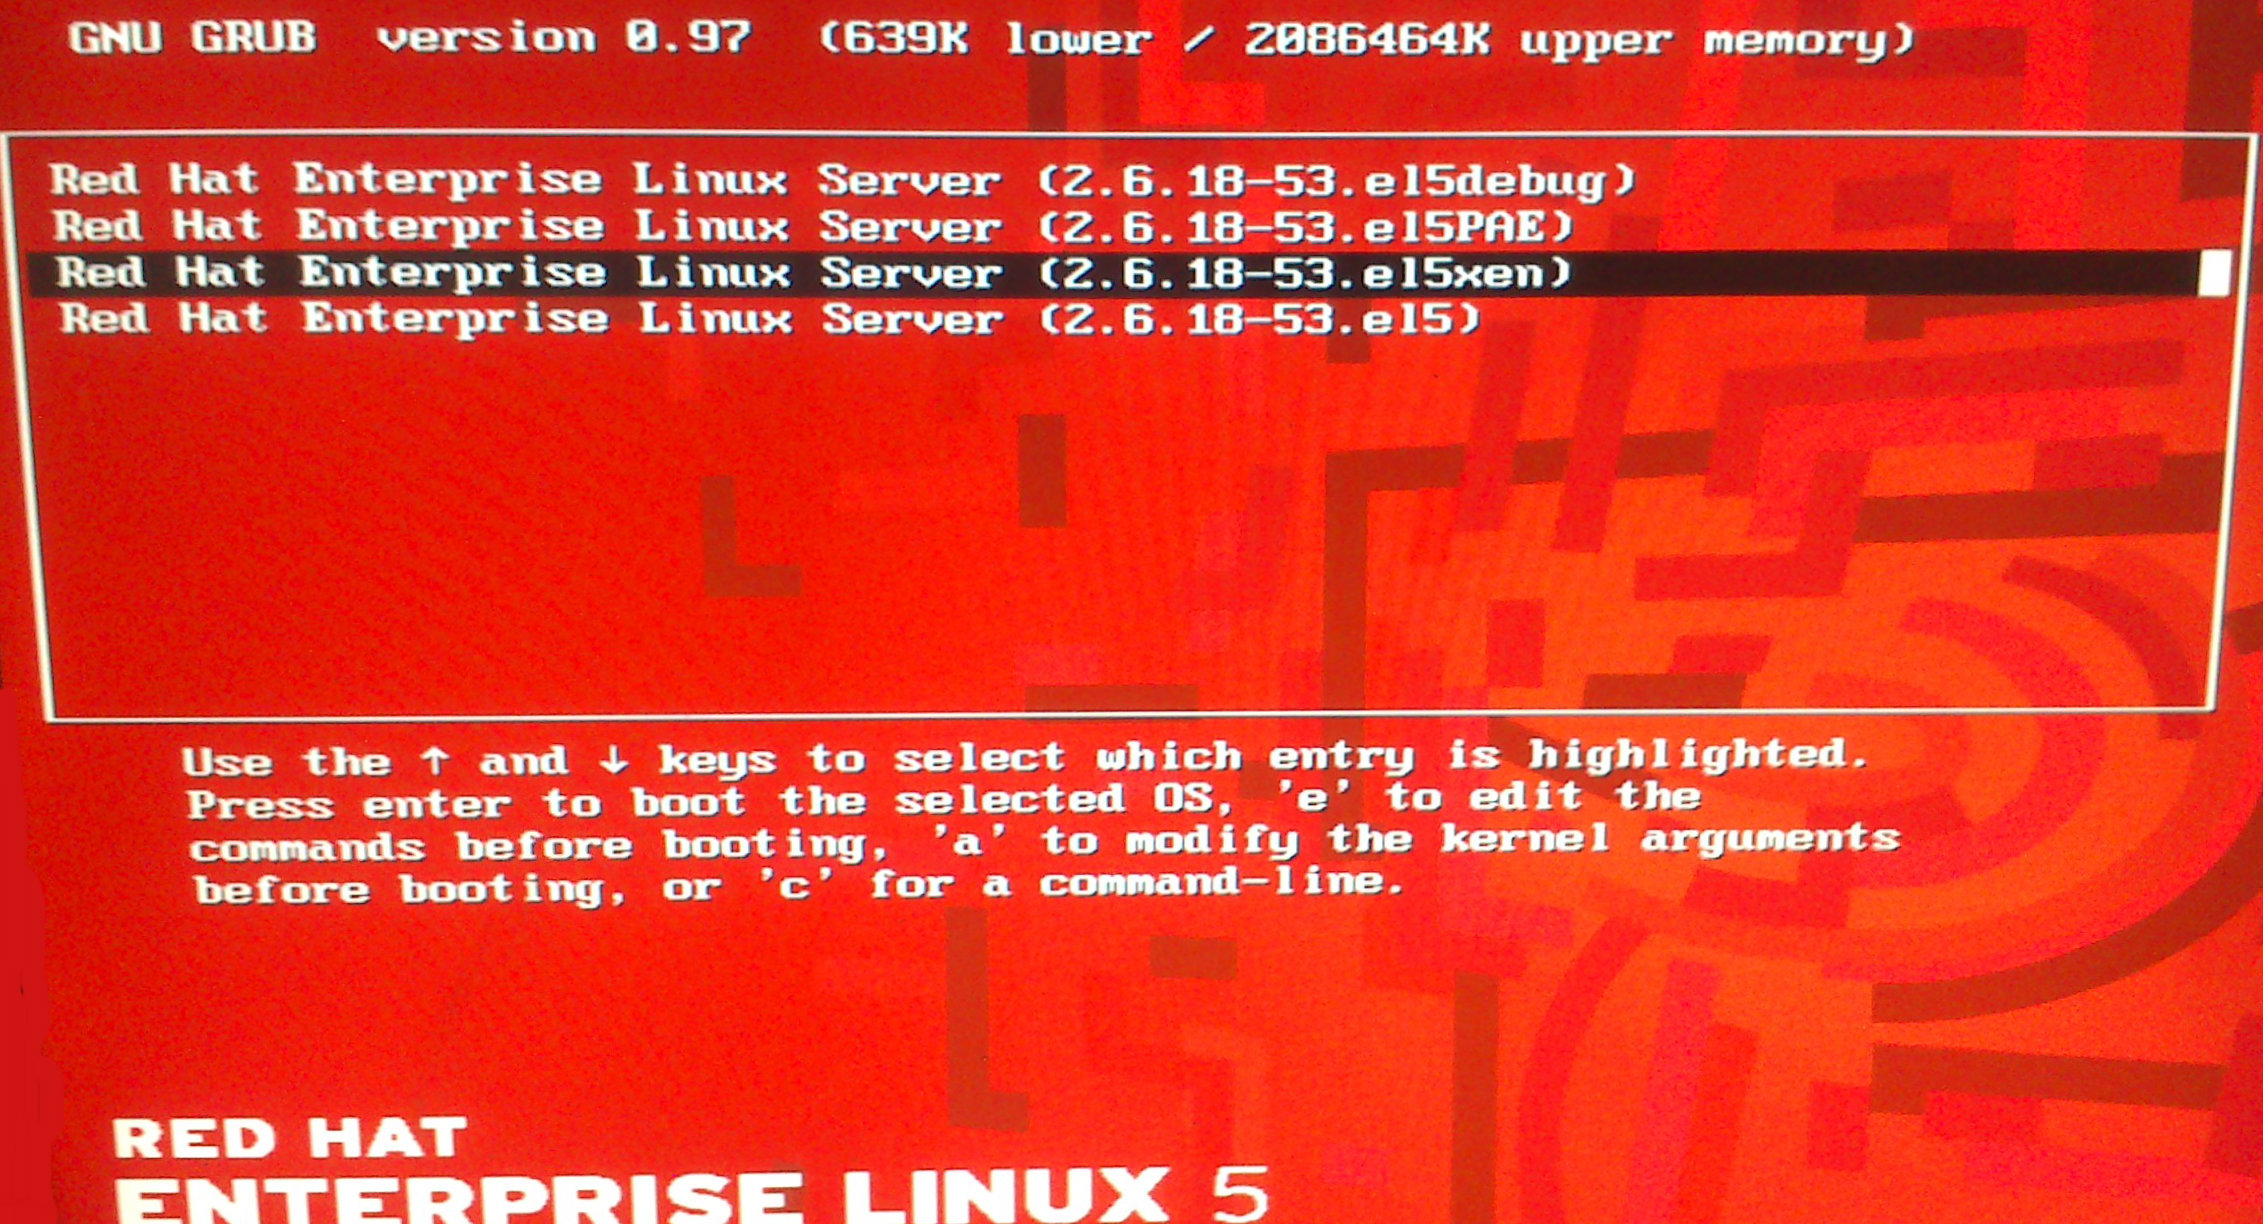 GNU GRUB version 0.97 (639K lower / 2086464K upper memory)
Red Hat Enterprise Linux Server (2.6.18-53.el5debug)
Red Hat Enterprise Linux Server (2.6.18-53.el5PAE)
Red Hat Enterprise Linux Server (2.6.18-53.el5xen)
Red Hat Enterprise Linux Server (2.6.18-53.el5)
Use the ↑ and ↓ keys to select which entry is highlighted.
Press enter to boot the selected OS, 'e' to edit the
commands before booting, 'a' to modify the kernel arguments
before booting, or 'c' for a command-line.
RED HAT
ENTERPRISE LINUX 5